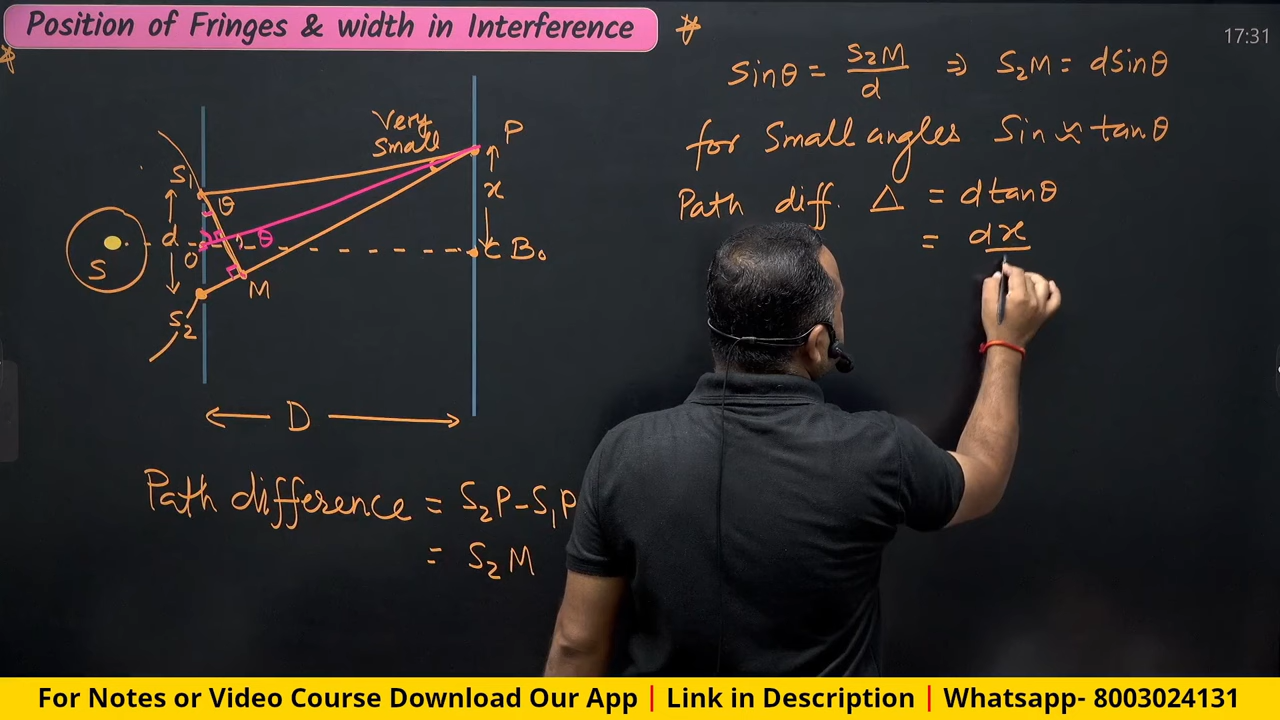 Position of Fringes & width in Interference
17:31
Sinθ = S₂M/d ⇒ S₂M = dSinθ
for Small angles Sin ≈ tanθ
Path diff. Δ = d tanθ
= dx
Very
Small
P
S₁
θ
x
S
d
O
θ
C B₀
M
S₂
D
Path difference = S₂P - S₁P
= S₂M
For Notes or Video Course Download Our App | Link in Description | Whatsapp- 8003024131